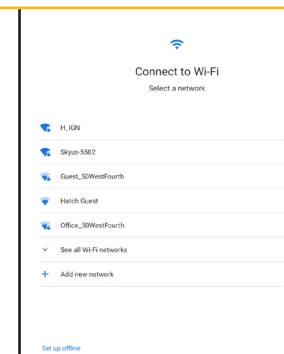 Connect to Wi-Fi
Select a network
H_IGN
Skyus-5582
Guest_50WestFourth
Hatch Guest
Office_50WestFourth
See all Wi-Fi networks
Add new network
Set up offline